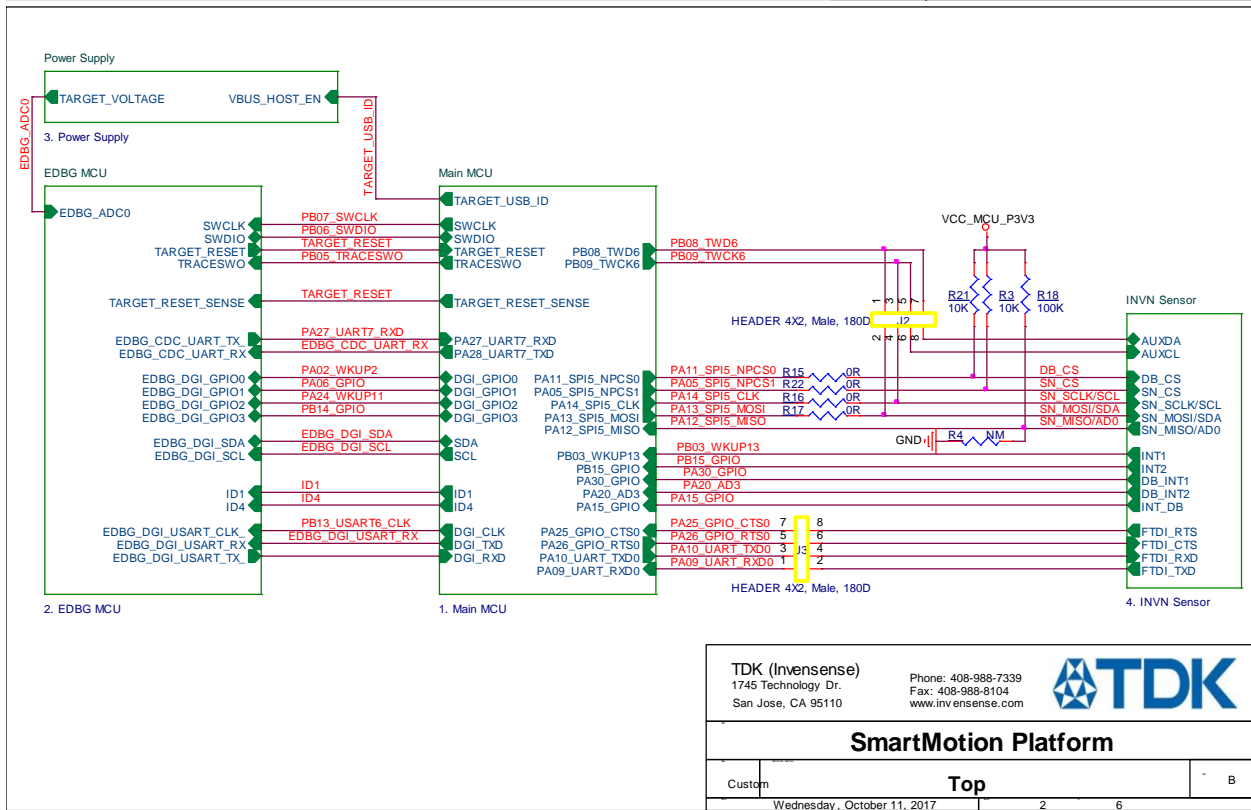 Power Supply
TARGET_VOLTAGE
VBUS_HOST_EN
3. Power Supply
EDBG_ADC0
TARGET_USB_ID
EDBG MCU
EDBG_ADC0
SWCLK
SWDIO
TARGET_RESET
TRACESWO
TARGET_RESET_SENSE
EDBG_CDC_UART_TX_
EDBG_CDC_UART_RX
EDBG_DGI_GPIO0
EDBG_DGI_GPIO1
EDBG_DGI_GPIO2
EDBG_DGI_GPIO3
EDBG_DGI_SDA
EDBG_DGI_SCL
ID1
ID4
EDBG_DGI_USART_CLK_
EDBG_DGI_USART_RX
EDBG_DGI_USART_TX_
2. EDBG MCU
PB07_SWCLK
PB06_SWDIO
TARGET_RESET
PB05_TRACESWO
TARGET_RESET
PA27_UART7_RXD
EDBG_CDC_UART_RX
PA02_WKUP2
PA06_GPIO
PA24_WKUP11
PB14_GPIO
EDBG_DGI_SDA
EDBG_DGI_SCL
ID1
ID4
PB13_USART6_CLK
EDBG_DGI_USART_RX
Main MCU
TARGET_USB_ID
SWCLK
SWDIO
TARGET_RESET
TRACESWO
TARGET_RESET_SENSE
PA27_UART7_RXD
PA28_UART7_TXD
DGI_GPIO0
DGI_GPIO1
DGI_GPIO2
DGI_GPIO3
SDA
SCL
ID1
ID4
DGI_CLK
DGI_TXD
DGI_RXD
PB08_TWD6
PB09_TWCK6
PA11_SPI5_NPCS0
PA05_SPI5_NPCS1
PA14_SPI5_CLK
PA13_SPI5_MOSI
PA12_SPI5_MISO
PB03_WKUP13
PB15_GPIO
PA30_GPIO
PA20_AD3
PA15_GPIO
PA25_GPIO_CTS0
PA26_GPIO_RTS0
PA10_UART_TXD0
PA09_UART_RXD0
1. Main MCU
PB08_TWD6
PB09_TWCK6
VCC_MCU_P3V3
1 3 5 7
J2
2 4 6 8
HEADER 4X2, Male, 180D
R21
10K
R3
10K
R18
100K
PA11_SPI5_NPCS0 R15 0R DB_CS
PA05_SPI5_NPCS1 R22 0R SN_CS
PA14_SPI5_CLK R16 0R SN_SCLK/SCL
PA13_SPI5_MOSI R17 0R SN_MOSI/SDA
PA12_SPI5_MISO SN_MISO/AD0
GND R4 NM
PB03_WKUP13
PB15_GPIO
PA30_GPIO
PA20_AD3
PA15_GPIO
PA25_GPIO_CTS0 7 8
PA26_GPIO_RTS0 5 6
PA10_UART_TXD0 3 J3 4
PA09_UART_RXD0 1 2
HEADER 4X2, Male, 180D
INVN Sensor
AUXDA
AUXCL
DB_CS
SN_CS
SN_SCLK/SCL
SN_MOSI/SDA
SN_MISO/AD0
INT1
INT2
DB_INT1
DB_INT2
INT_DB
FTDI_RTS
FTDI_CTS
FTDI_RXD
FTDI_TXD
4. INVN Sensor
TDK (Invensense)
1745 Technology Dr.
San Jose, CA 95110
Phone: 408-988-7339
Fax: 408-988-8104
www.invensense.com
TDK
SmartMotion Platform
Custom
Top
B
Wednesday, October 11, 2017
2
6